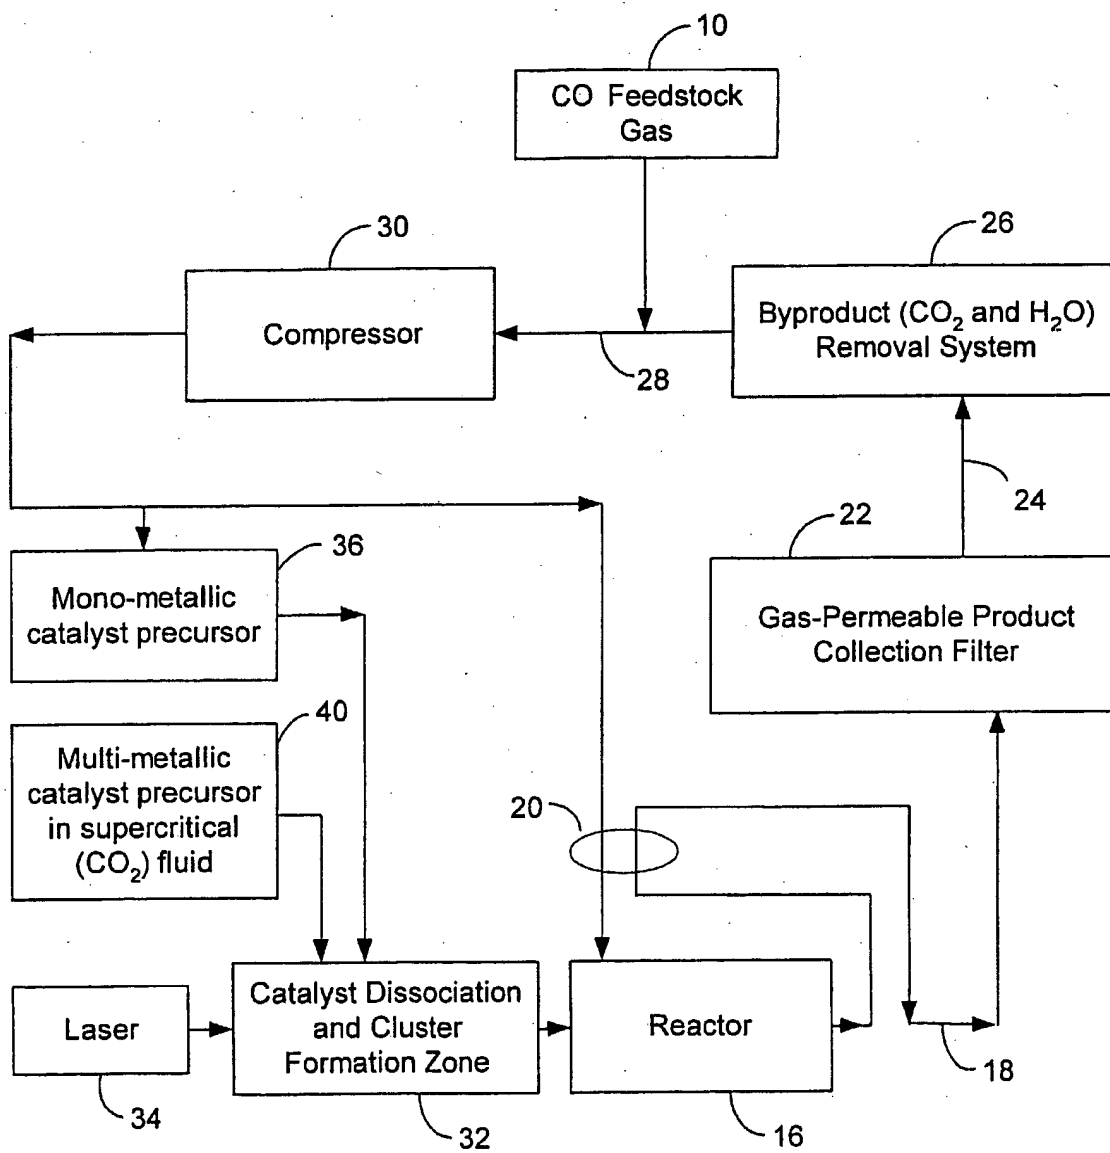 10
CO Feedstock
Gas
30
26
Compressor
Byproduct (CO₂ and H₂O)
Removal System
28
24
22
36
Mono-metallic
catalyst precursor
Gas-Permeable Product
Collection Filter
40
Multi-metallic
catalyst precursor
in supercritical
(CO₂) fluid
20
Laser
Catalyst Dissociation
and Cluster
Formation Zone
Reactor
18
34
32
16